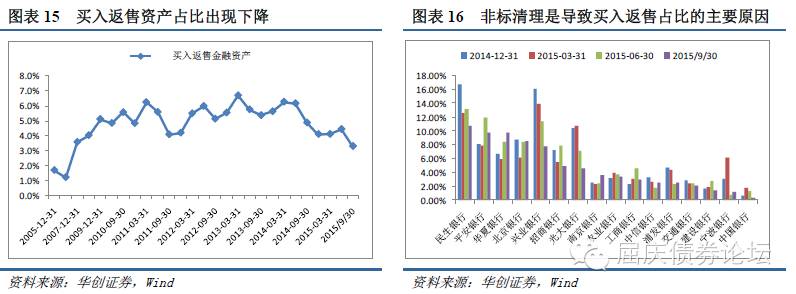 图表 15 买入返售资产占比出现下降
买入返售金融资产
8.0%
7.0%
6.0%
5.0%
4.0%
3.0%
2.0%
1.0%
0.0%
2005-12-31
2007-12-31
2009-12-31
2010-09-30
2011-03-31
2011-09-30
2012-03-31
2012-09-30
2013-03-31
2013-09-30
2014-03-31
2014-09-30
2015-03-31
2015/9/30
资料来源：华创证券，Wind
图表 16 非标清理是导致买入返售占比的主要原因
2014-12-31 2015-03-31 2015-06-30 2015/9/30
18.00%
16.00%
14.00%
12.00%
10.00%
8.00%
6.00%
4.00%
2.00%
0.00%
民生银行
平安银行
华夏银行
北京银行
兴业银行
招商银行
光大银行
南京银行
农业银行
工商银行
中信银行
浦发银行
交通银行
建设银行
宁波银行
中国银行
资料来源：华创证券，Wind
屈庆债券论坛